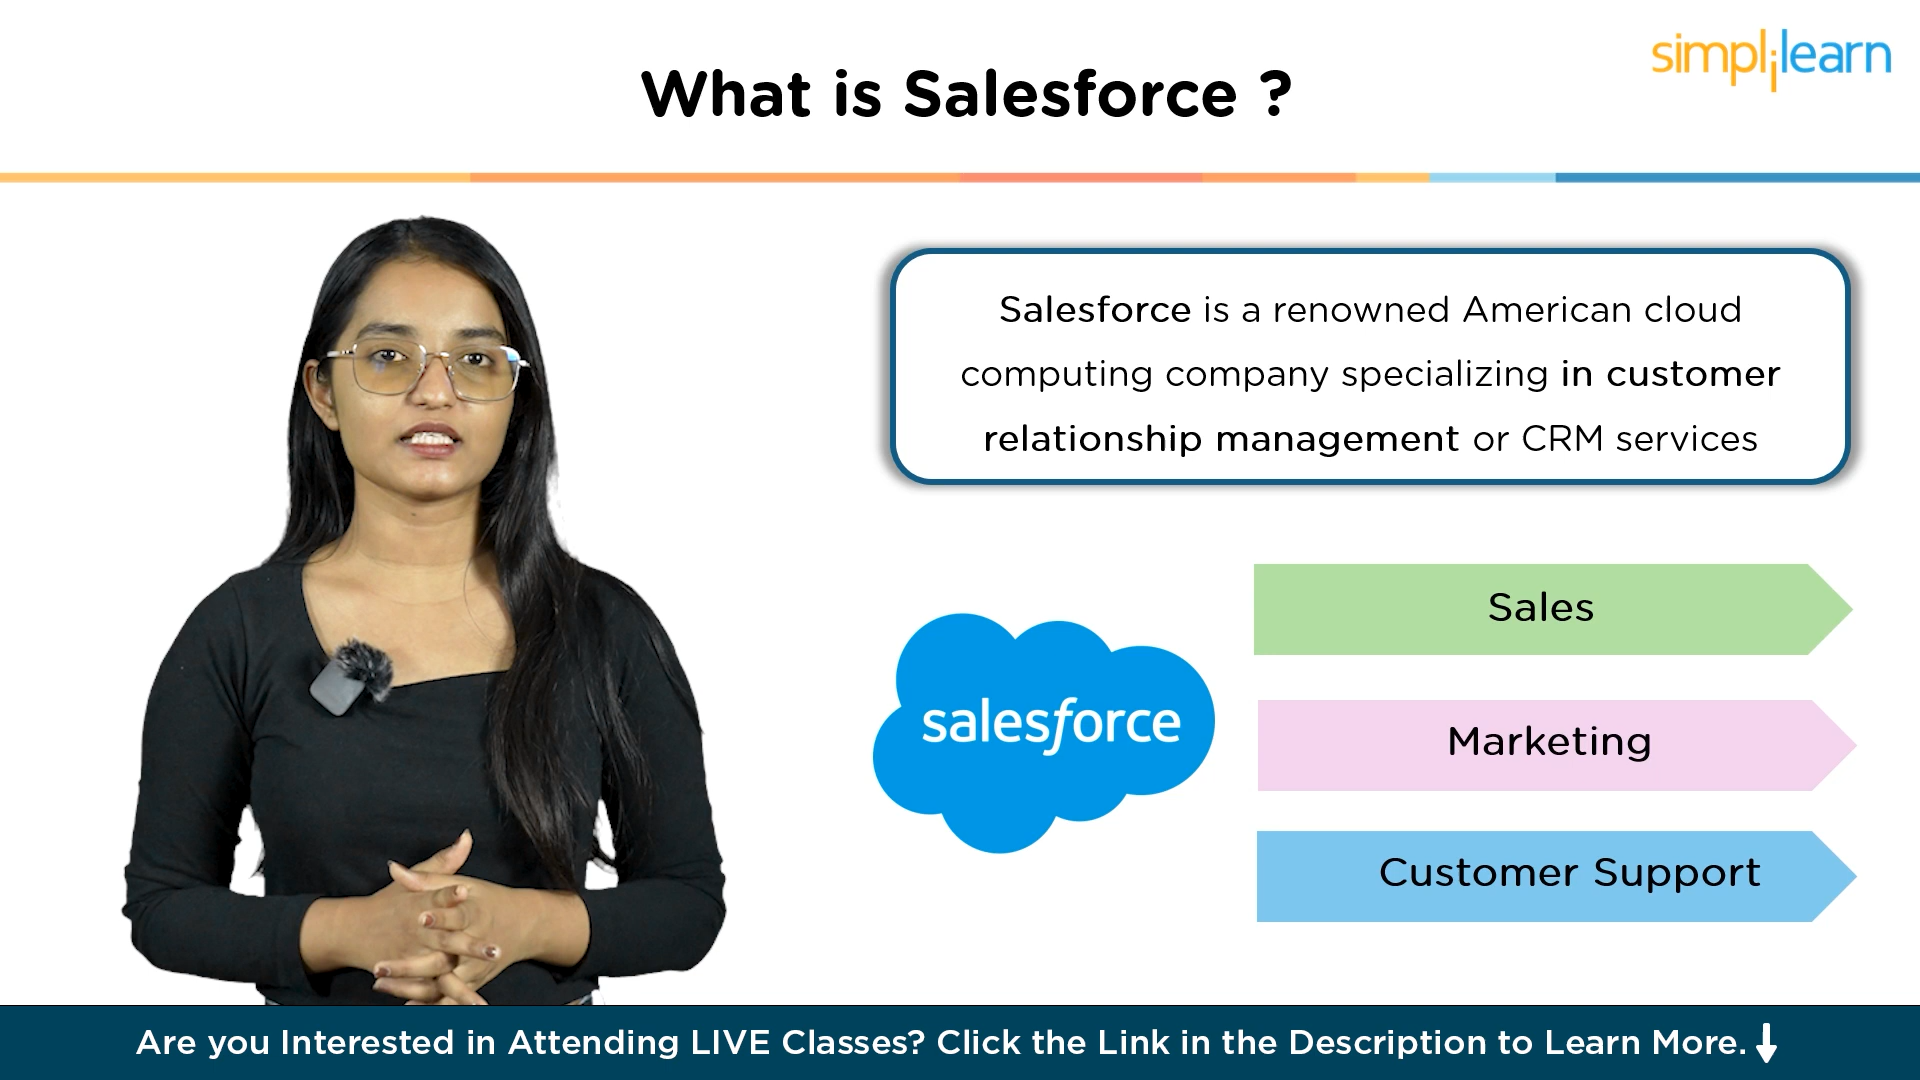 simplilearn
What is Salesforce ?
Salesforce is a renowned American cloud
computing company specializing in customer
relationship management or CRM services
salesforce
Sales
Marketing
Customer Support
Are you Interested in Attending LIVE Classes? Click the Link in the Description to Learn More.